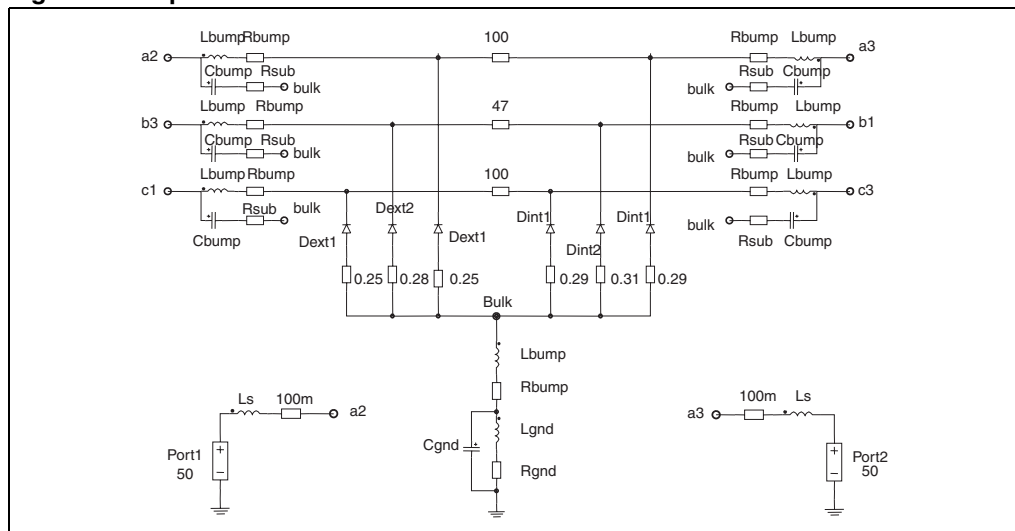 Lbump Rbump 100 Rbump Lbump
a2 a3
Cbump Rsub bulk Rsub Cbump
bulk
Lbump Rbump 47 Rbump Lbump
b3 b1
Cbump Rsub bulk bulk Rsub Cbump
Lbump Rbump 100 Rbump Lbump
c1 c3
Rsub bulk Dext2 Dint1 Dint1 bulk
Cbump Dext1 Dext1 Dint2 Rsub Cbump
0.25 0.28 0.25 0.29 0.31 0.29
Bulk
Lbump
Rbump
Ls 100m a2 a3 100m Ls
Cgnd Lgnd
Port1 Port2
50 Rgnd 50